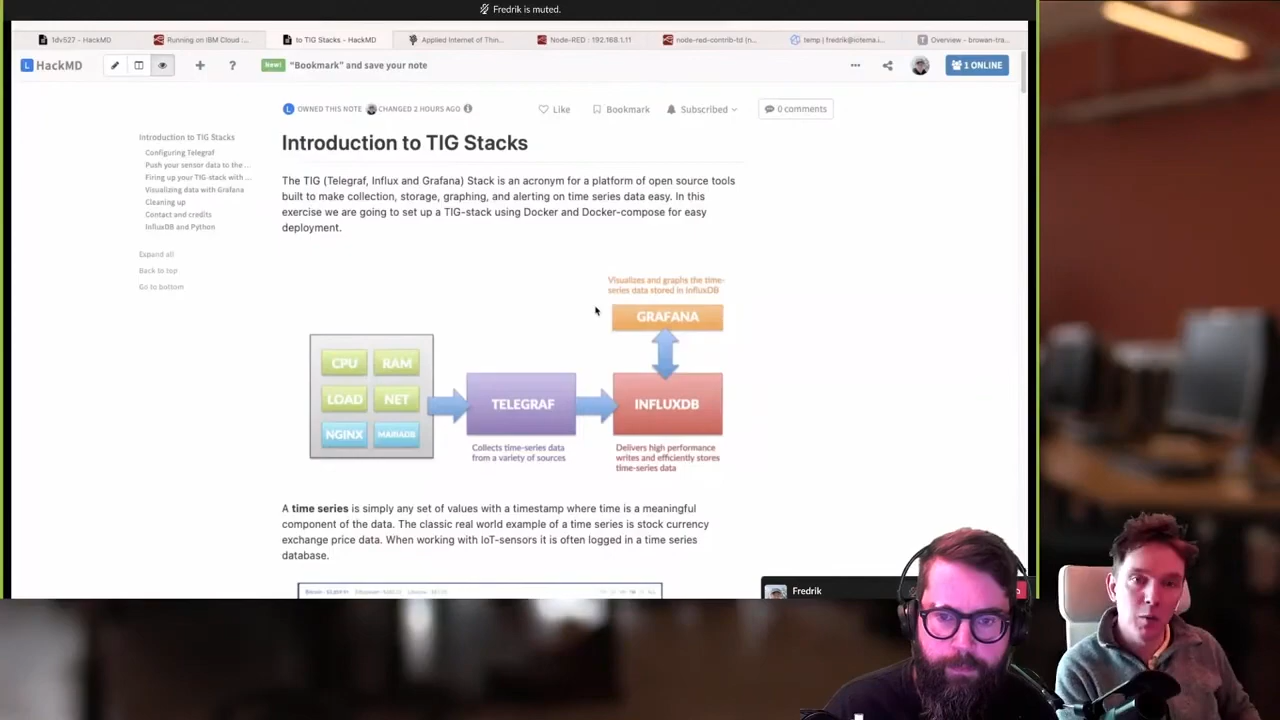 Fredrik is muted.
1dv527 - HackMD
Running on IBM Cloud :...
to TIG Stacks - HackMD
Applied Internet of Thin...
Node-RED : 192.168.1.11
node-red-contrib-td (n...
temp | fredrik@iotema.i...
Overview - browan-tra...
HackMD
New!
"Bookmark" and save your note
1 ONLINE
OWNED THIS NOTE
CHANGED 2 HOURS AGO
Like
Bookmark
Subscribed
0 comments
Introduction to TIG Stacks
Configuring Telegraf
Push your sensor data to the ...
Firing up your TIG-stack with ...
Visualizing data with Grafana
Cleaning up
Contact and credits
InfluxDB and Python
Expand all
Back to top
Go to bottom
Introduction to TIG Stacks
The TIG (Telegraf, Influx and Grafana) Stack is an acronym for a platform of open source tools
built to make collection, storage, graphing, and alerting on time series data easy. In this
exercise we are going to set up a TIG-stack using Docker and Docker-compose for easy
deployment.
Visualizes and graphs the time-
series data stored in InfluxDB
GRAFANA
CPU
RAM
LOAD
NET
NGINX
MARIADB
TELEGRAF
INFLUXDB
Collects time-series data
from a variety of sources
Delivers high performance
writes and efficiently stores
time-series data
A time series is simply any set of values with a timestamp where time is a meaningful
component of the data. The classic real world example of a time series is stock currency
exchange price data. When working with IoT-sensors it is often logged in a time series
database.
Fredrik